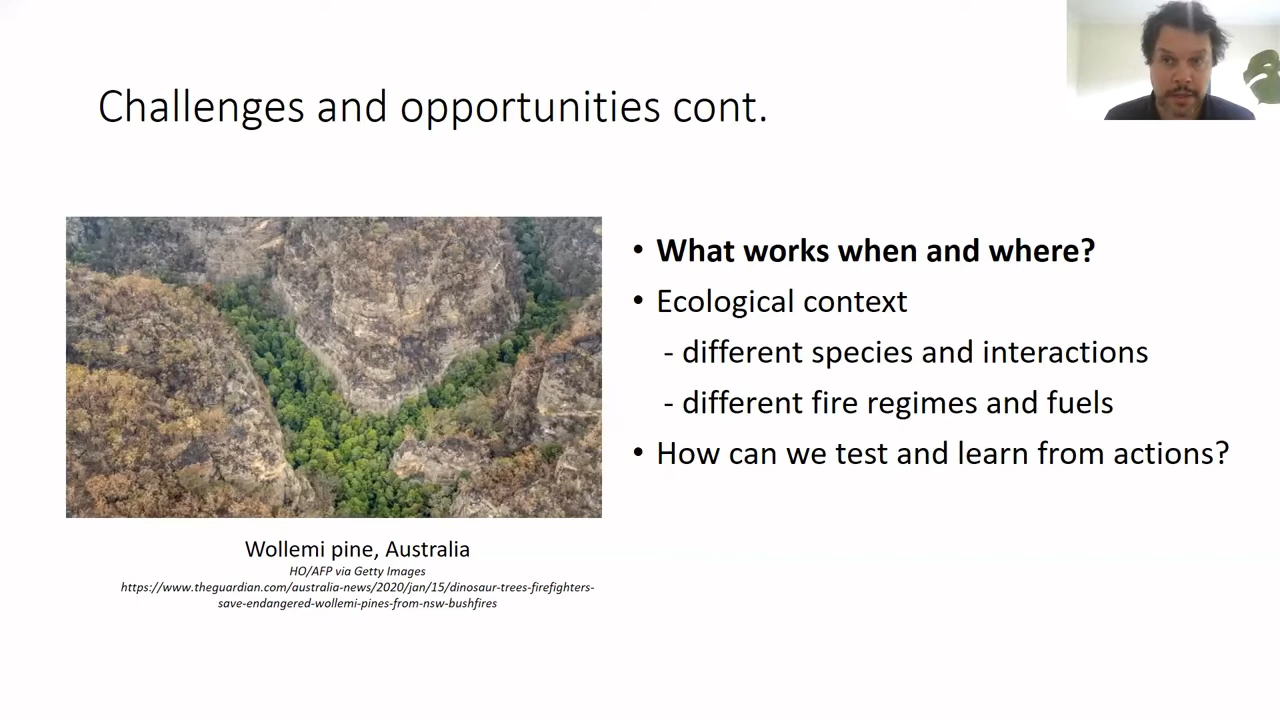 Challenges and opportunities cont.
• What works when and where?
• Ecological context
- different species and interactions
- different fire regimes and fuels
• How can we test and learn from actions?
Wollemi pine, Australia
HO/AFP via Getty Images
https://www.theguardian.com/australia-news/2020/jan/15/dinosaur-trees-firefighters-
save-endangered-wollemi-pines-from-nsw-bushfires